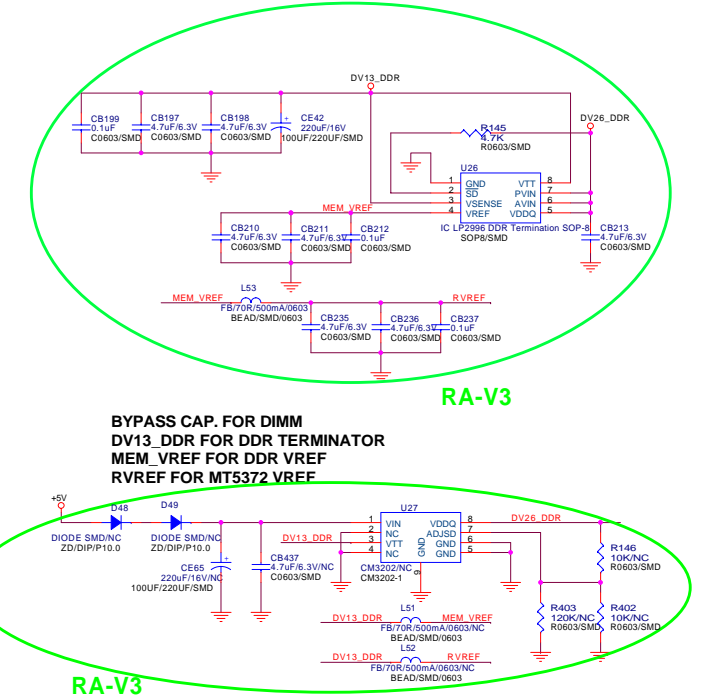 DV13_DDR
CB199
0.1uF
C0603/SMD
CB197
4.7uF/6.3V
C0603/SMD
CB198
4.7uF/6.3V
C0603/SMD
CE42
220uF/16V
100UF/220UF/SMD
+
R145
4.7K
R0603/SMD
DV26_DDR
U26
1 GND VTT 8
2 SD PVIN 7
3 VSENSE AVIN 6
4 VREF VDDQ 5
IC LP2996 DDR Termination SOP-8
SOP8/SMD
MEM_VREF
CB210
4.7uF/6.3V
C0603/SMD
CB211
4.7uF/6.3V
C0603/SMD
CB212
0.1uF
C0603/SMD
CB213
4.7uF/6.3V
C0603/SMD
MEM_VREF
L53
FB/70R/500mA/0603
BEAD/SMD/0603
RVREF
CB235
4.7uF/6.3V
C0603/SMD
CB236
4.7uF/6.3V
C0603/SMD
CB237
0.1uF
C0603/SMD
RA-V3
BYPASS CAP. FOR DIMM
DV13_DDR FOR DDR TERMINATOR
MEM_VREF FOR DDR VREF
RVREF FOR MT5372 VREF
+5V
D48
DIODE SMD/NC
ZD/DIP/P10.0
D49
DIODE SMD/NC
ZD/DIP/P10.0
+
CE65
220uF/16V/NC
100UF/220UF/SMD
CB437
4.7uF/6.3V/NC
C0603/SMD
DV13_DDR
U27
1 VIN VDDQ 8
2 NC ADJSD 7
3 VTT GND 6
4 NC GND 5
GND
9
CM3202/NC
CM3202-1
DV26_DDR
R146
10K/NC
R0603/SMD
R403
120K/NC
R0603/SMD
R402
10K/NC
R0603/SMD
DV13_DDR
L51
MEM_VREF
FB/70R/500mA/0603/NC
BEAD/SMD/0603
DV13_DDR
L52
RVREF
FB/70R/500mA/0603/NC
BEAD/SMD/0603
RA-V3